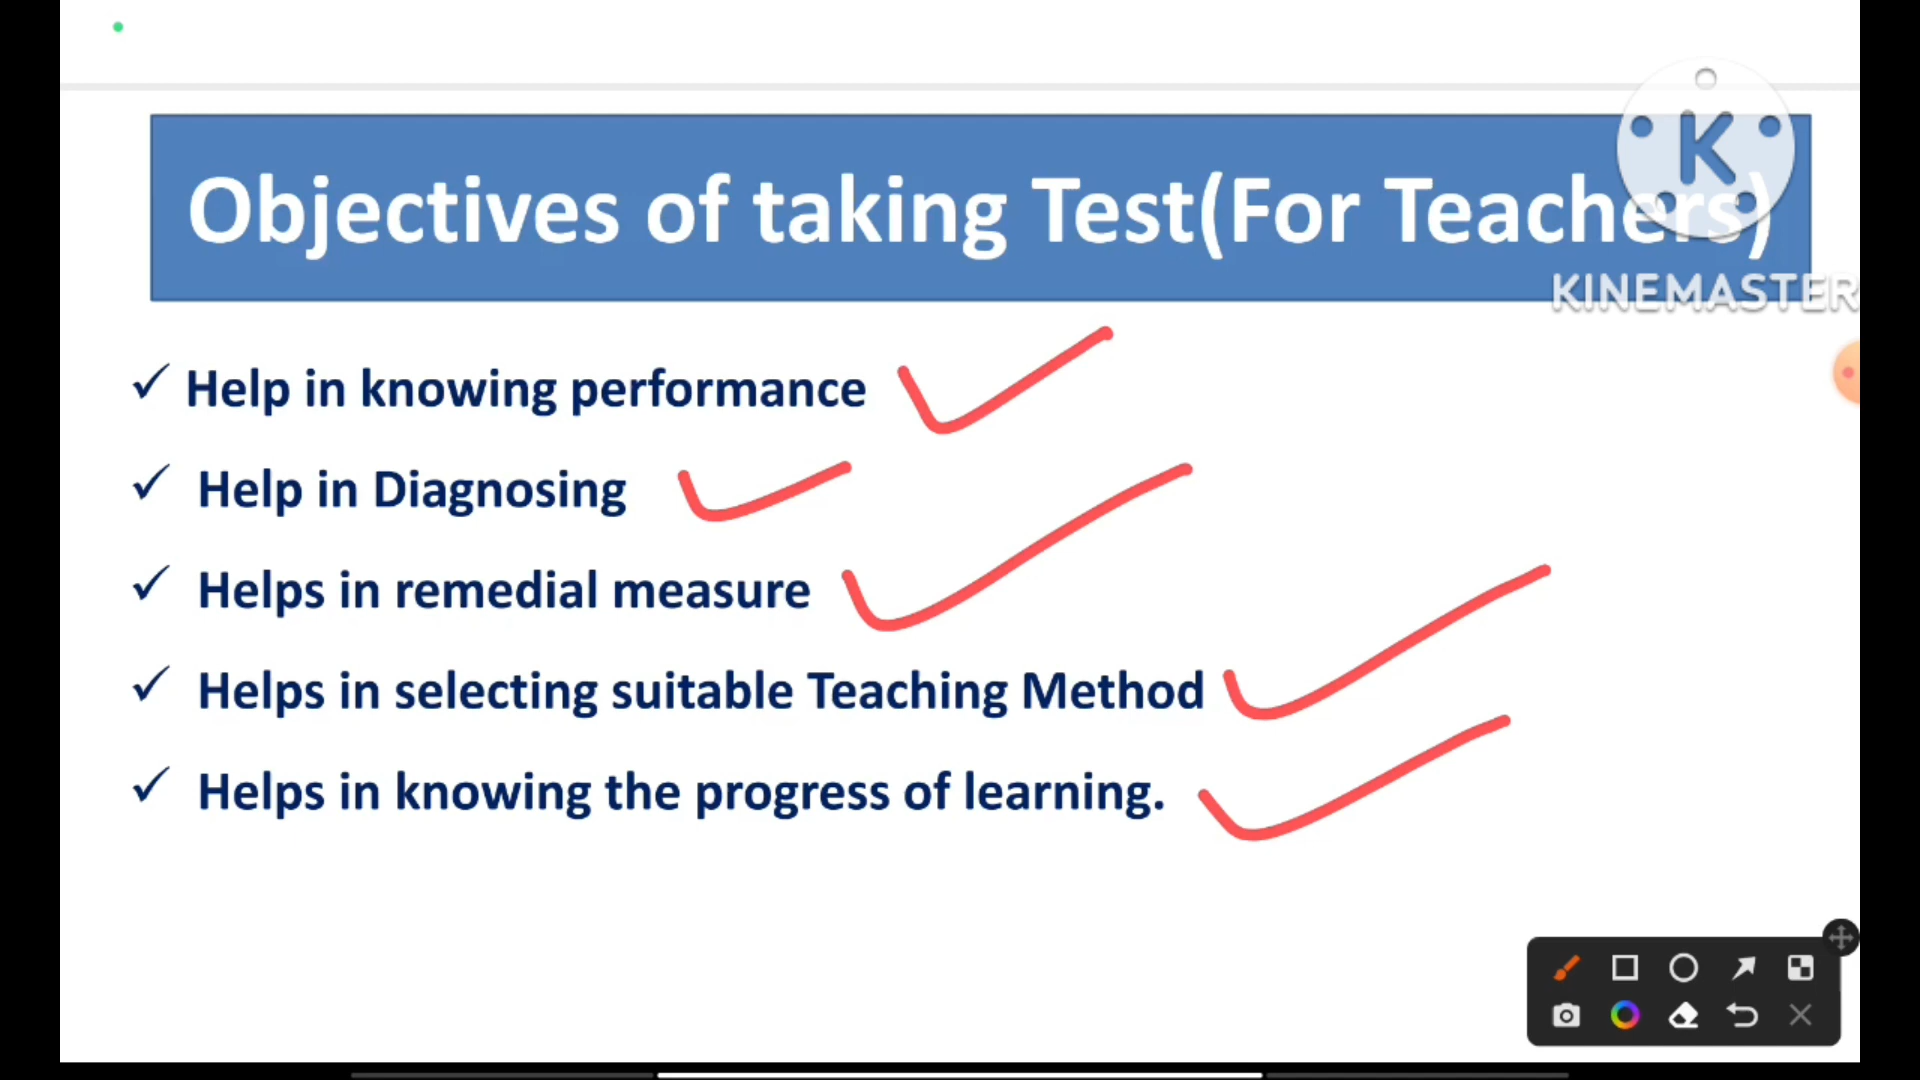 Objectives of taking Test(For Teachers)
K
KINEMASTER
✓ Help in knowing performance
✓ Help in Diagnosing
✓ Helps in remedial measure
✓ Helps in selecting suitable Teaching Method
✓ Helps in knowing the progress of learning.